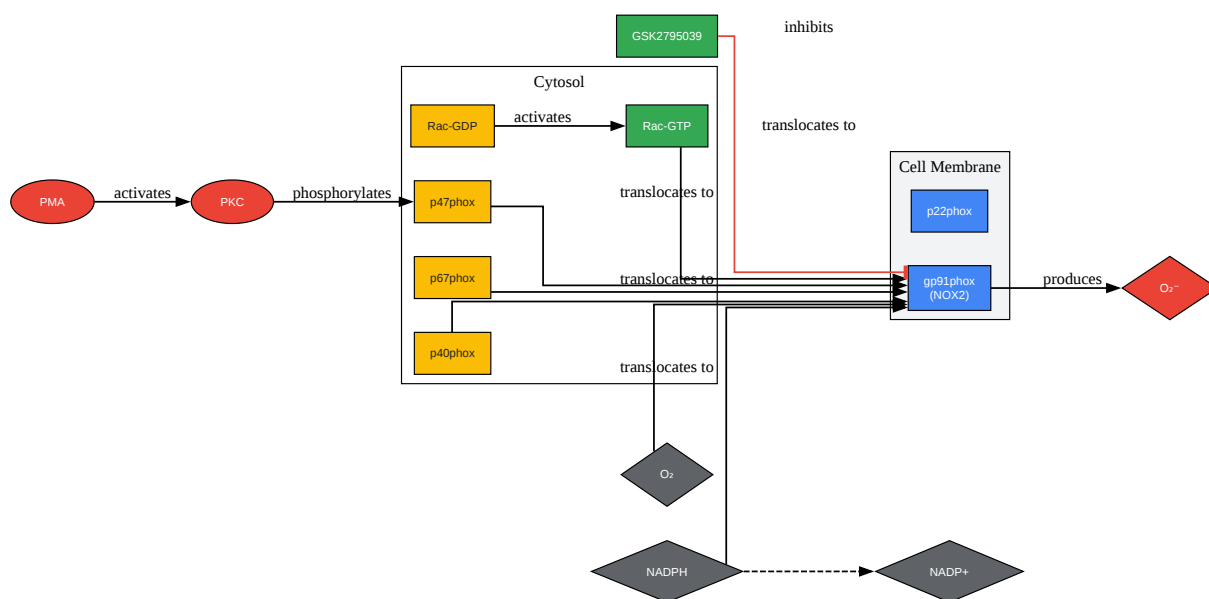 inhibits
GSK2795039
Cytosol
Rac-GDP
activates
Rac-GTP
translocates to
Cell Membrane
PMA
activates
PKC
phosphorylates
p47phox
translocates to
p22phox
p67phox
translocates to
gp91phox
(NOX2)
produces
O₂⁻
p40phox
translocates to
O₂
NADPH
NADP+